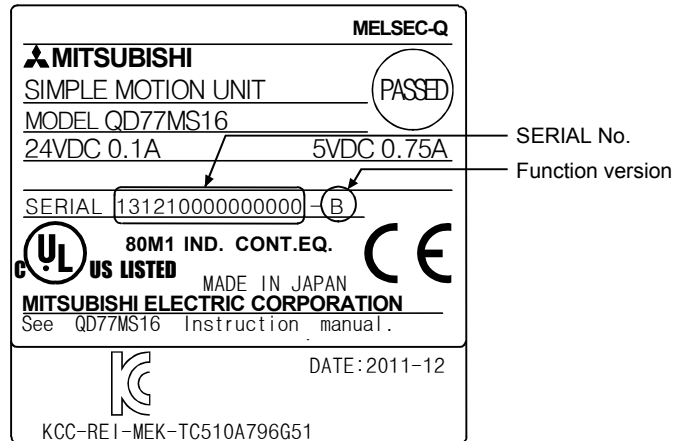 MELSEC-Q
MITSUBISHI
SIMPLE MOTION UNIT
PASSED
MODEL QD77MS16
24VDC 0.1A 5VDC 0.75A
SERIAL No.
Function version
SERIAL 131210000000000-B
80M1 IND. CONT.EQ.
C UL US LISTED
CE
MADE IN JAPAN
MITSUBISHI ELECTRIC CORPORATION
See QD77MS16 Instruction manual.
DATE:2011-12
KCC-REI-MEK-TC510A796G51